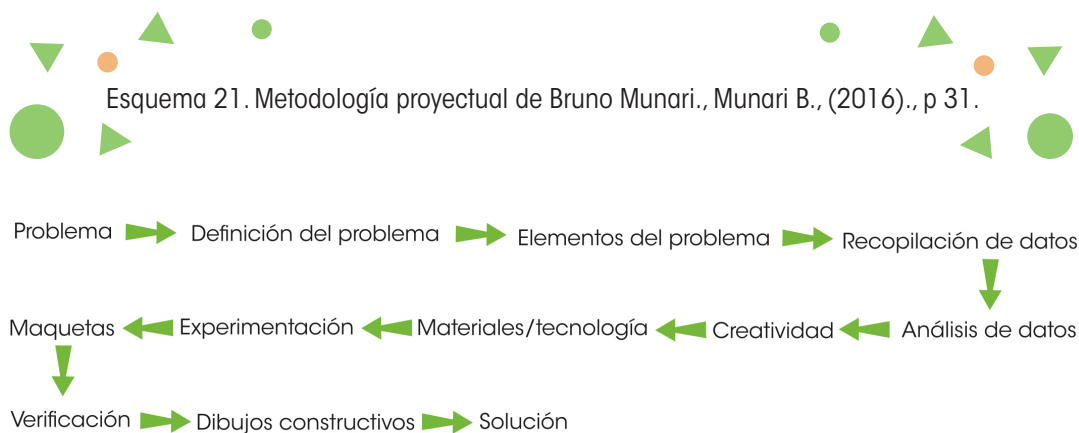 Esquema 21. Metodología proyectual de Bruno Munari., Munari B., (2016)., p 31.
Problema Definición del problema Elementos del problema Recopilación de datos
Maquetas Experimentación Materiales/tecnología Creatividad Análisis de datos
Verificación Dibujos constructivos Solución